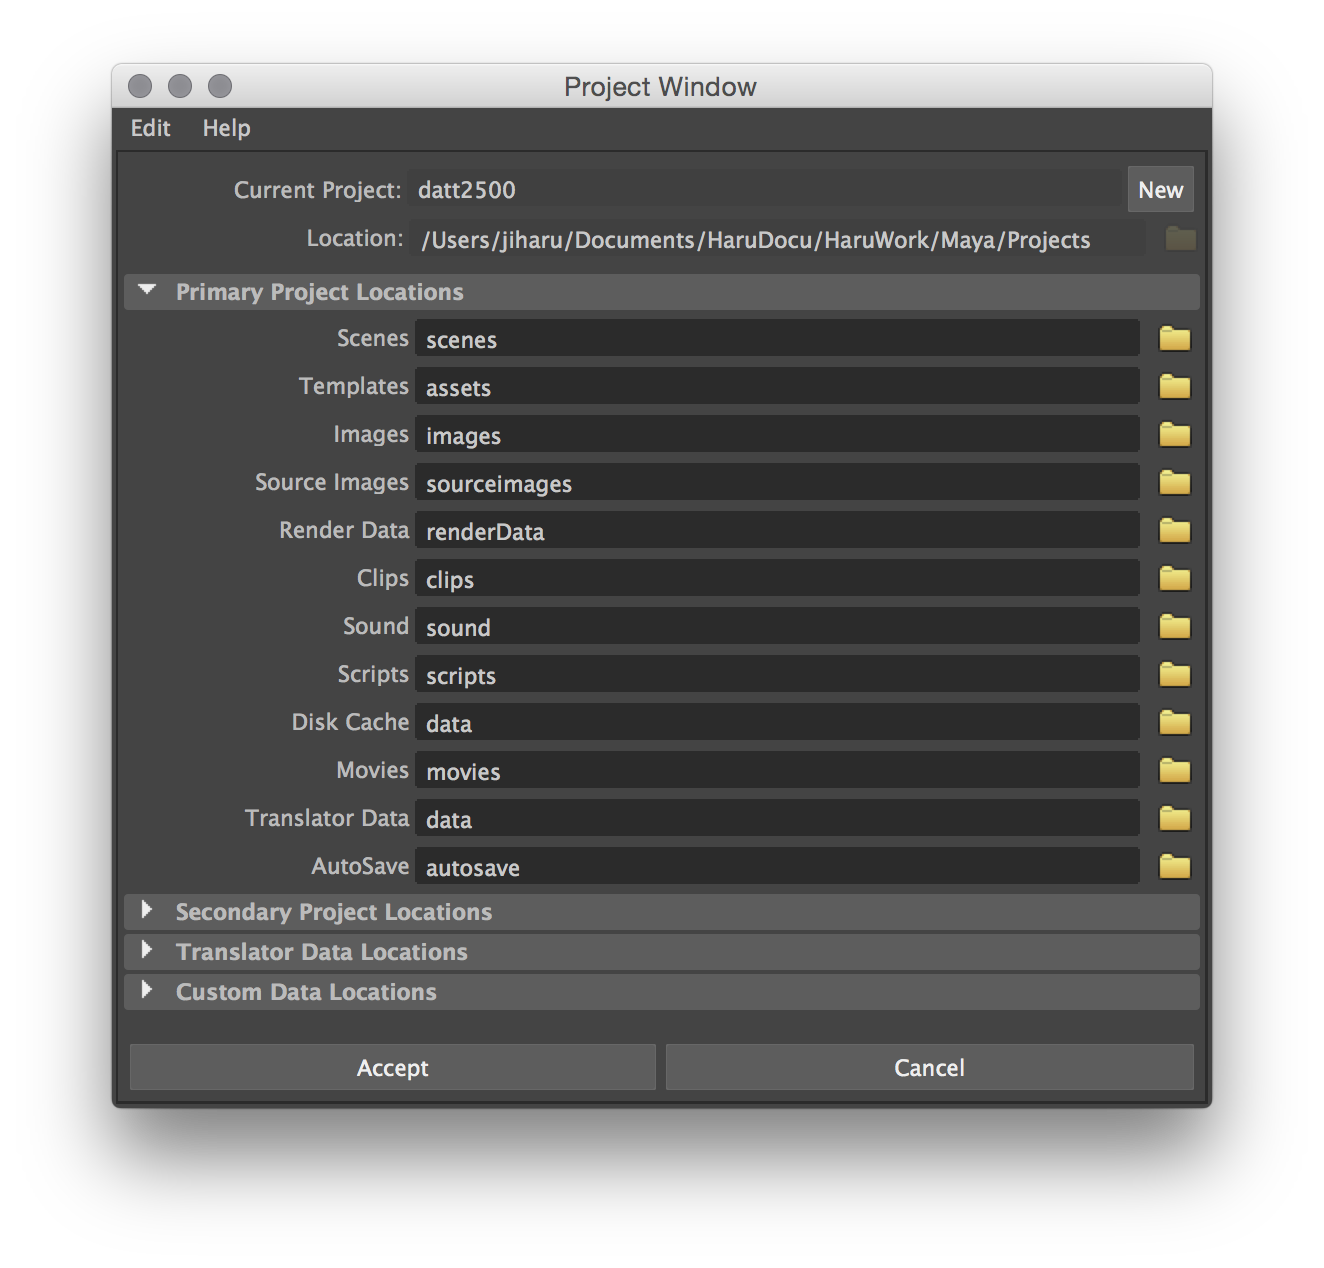 Project Window
Edit Help
Current Project: datt2500 New
Location: /Users/jiharu/Documents/HaruDocu/HaruWork/Maya/Projects
Primary Project Locations
Scenes scenes
Templates assets
Images images
Source Images sourceimages
Render Data renderData
Clips clips
Sound sound
Scripts scripts
Disk Cache data
Movies movies
Translator Data data
AutoSave autosave
Secondary Project Locations
Translator Data Locations
Custom Data Locations
Accept Cancel